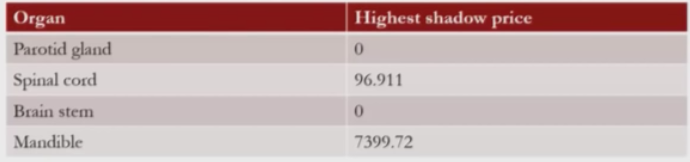 Organ Highest shadow price
Parotid gland 0
Spinal cord 96.911
Brain stem 0
Mandible 7399.72